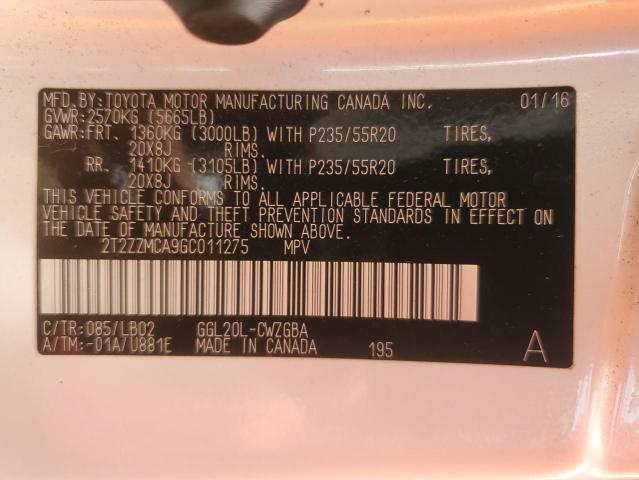 MFD.BY:TOYOTA MOTOR MANUFACTURING CANADA INC. 01/16
GVWR:2570KG (5665LB)
GAWR:FRT. 1360KG (3000LB) WITH P235/55R20 TIRES,
20X8J RIMS.
RR. 1410KG (3105LB) WITH P235/55R20 TIRES,
20X8J RIMS.
THIS VEHICLE CONFORMS TO ALL APPLICABLE FEDERAL MOTOR
VEHICLE SAFETY AND THEFT PREVENTION STANDARDS IN EFFECT ON
THE DATE OF MANUFACTURE SHOWN ABOVE.
2T2ZZMCA9GC011275 MPV
C/TR:085/LB02 GGL20L-CWZGBA
A/TM:-01A/U881E MADE IN CANADA 195 A